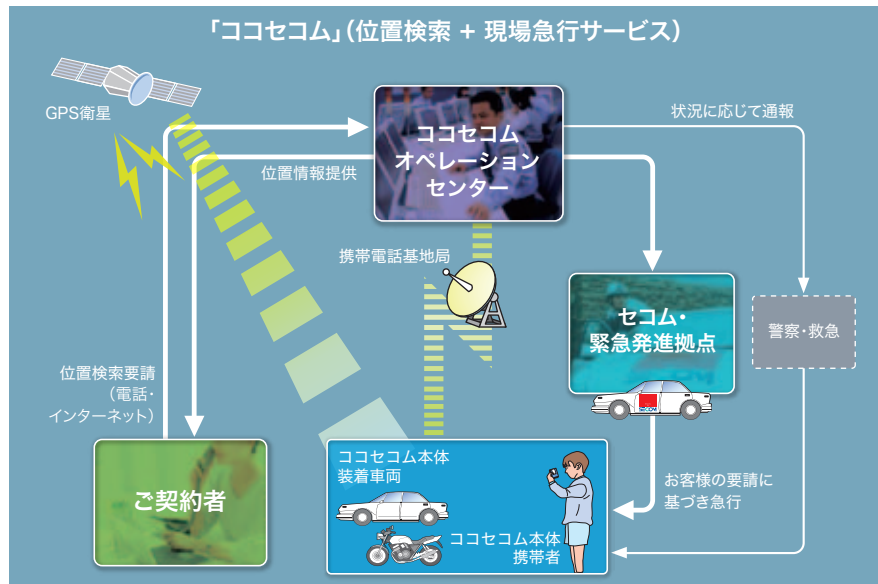 「ココセコム」（位置検索 + 現場急行サービス）
GPS衛星
ココセコム
オペレーション
センター
状況に応じて通報
位置情報提供
携帯電話基地局
セコム・
緊急発進拠点
警察・救急
位置検索要請
（電話・
インターネット）
ご契約者
ココセコム本体
装着車両
ココセコム本体
携帯者
お客様の要請に
基づき急行